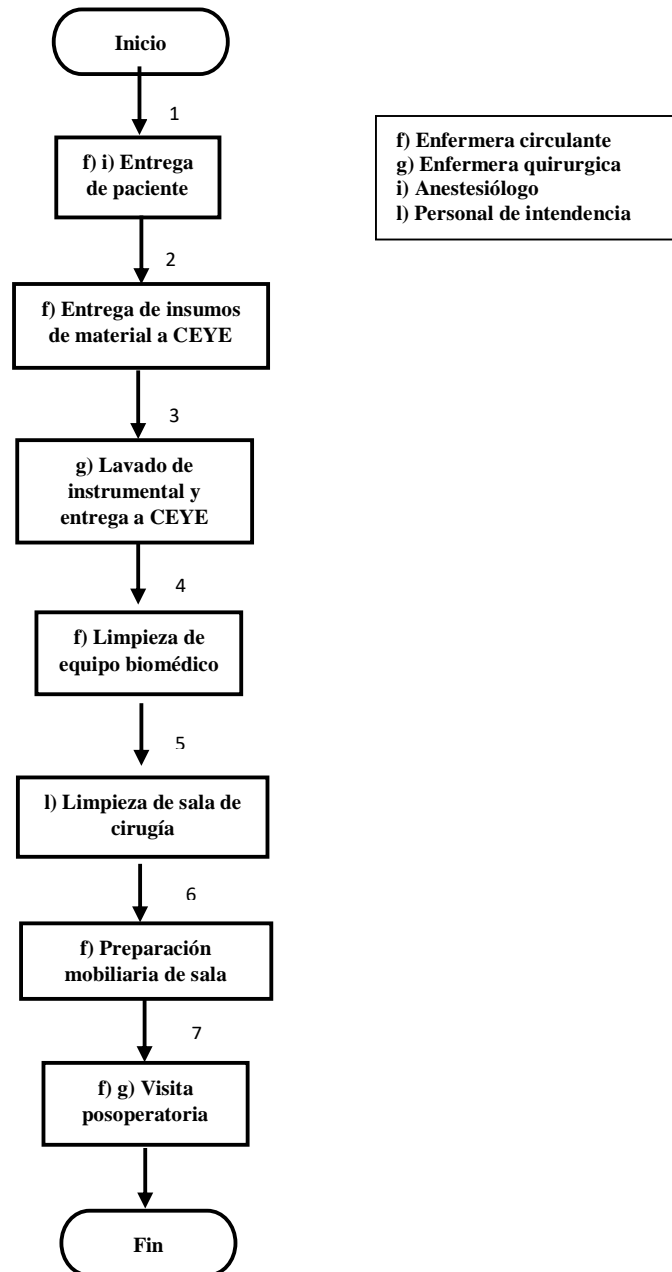 Inicio
1
f) i) Entrega
de paciente
f) Enfermera circulante
g) Enfermera quirurgica
i) Anestesiólogo
l) Personal de intendencia
2
f) Entrega de insumos
de material a CEYE
3
g) Lavado de
instrumental y
entrega a CEYE
4
f) Limpieza de
equipo biomédico
5
l) Limpieza de sala de
cirugía
6
f) Preparación
mobiliaria de sala
7
f) g) Visita
posoperatoria
Fin